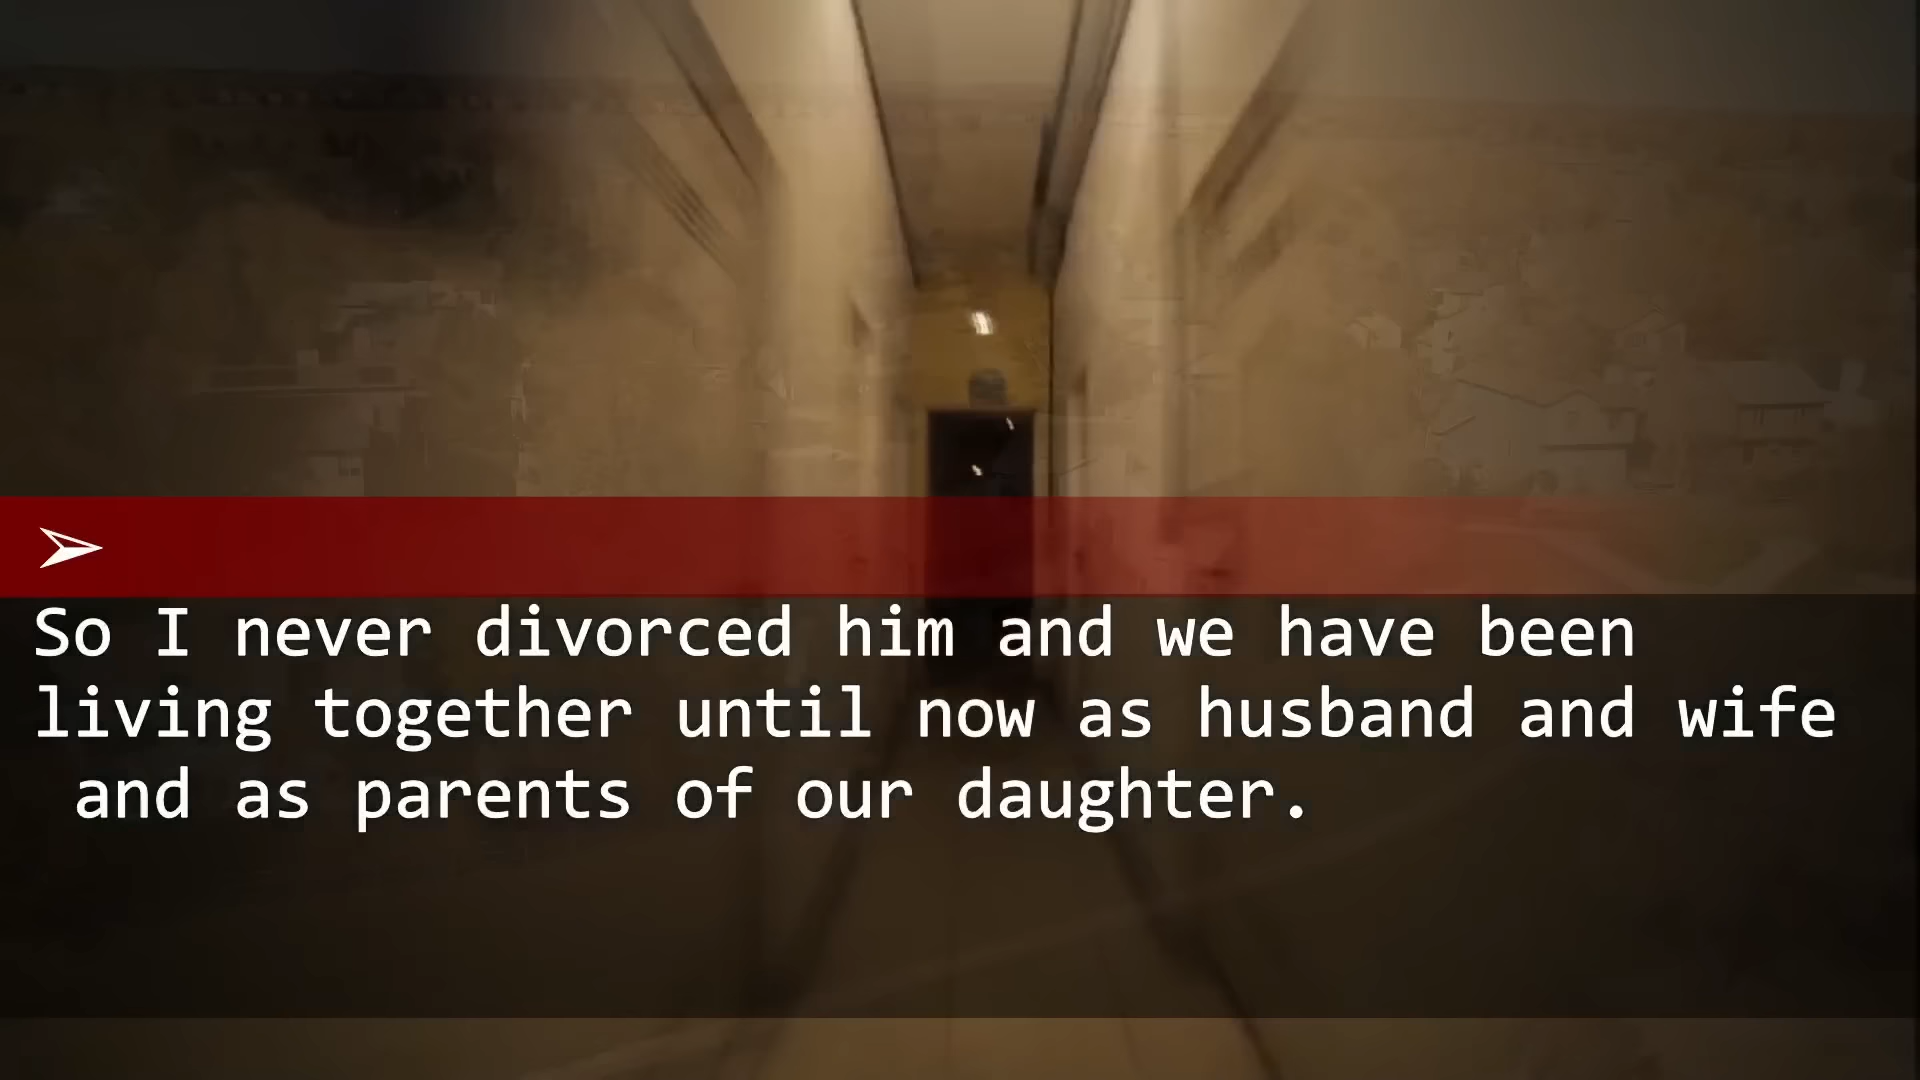 So I never divorced him and we have been
living together until now as husband and wife
and as parents of our daughter.